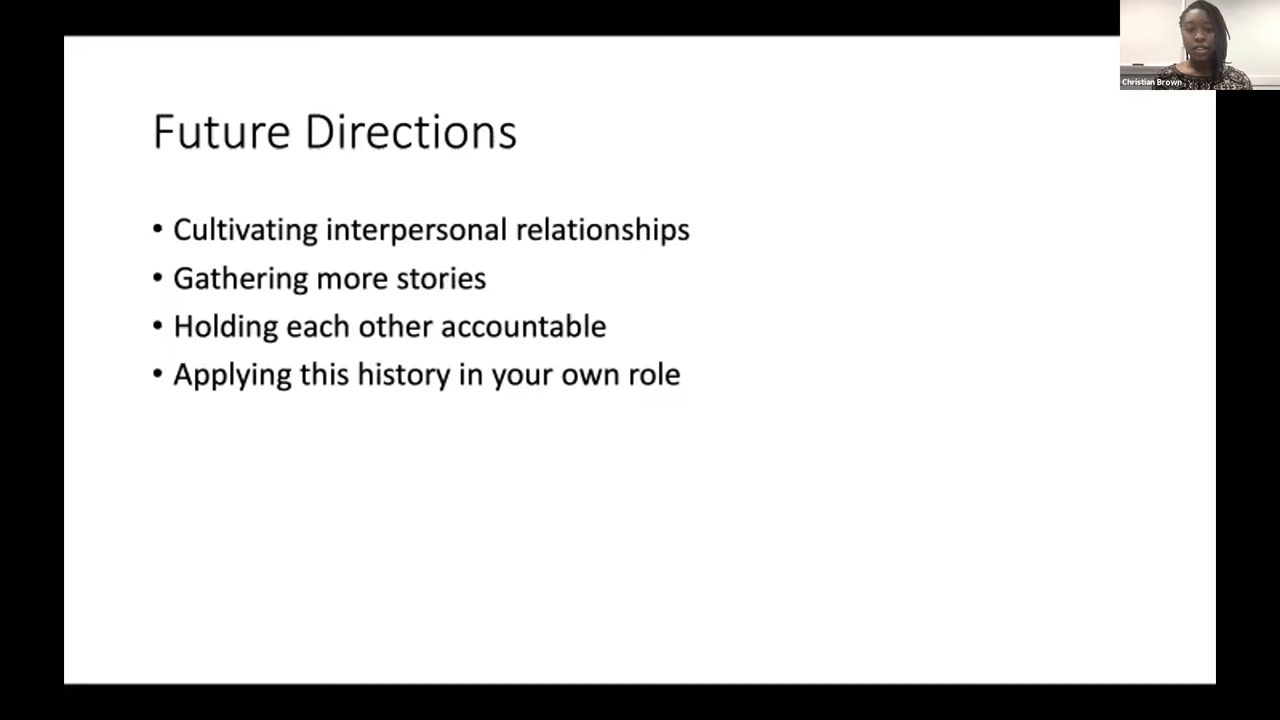 Christian Brown
Future Directions
• Cultivating interpersonal relationships
• Gathering more stories
• Holding each other accountable
• Applying this history in your own role